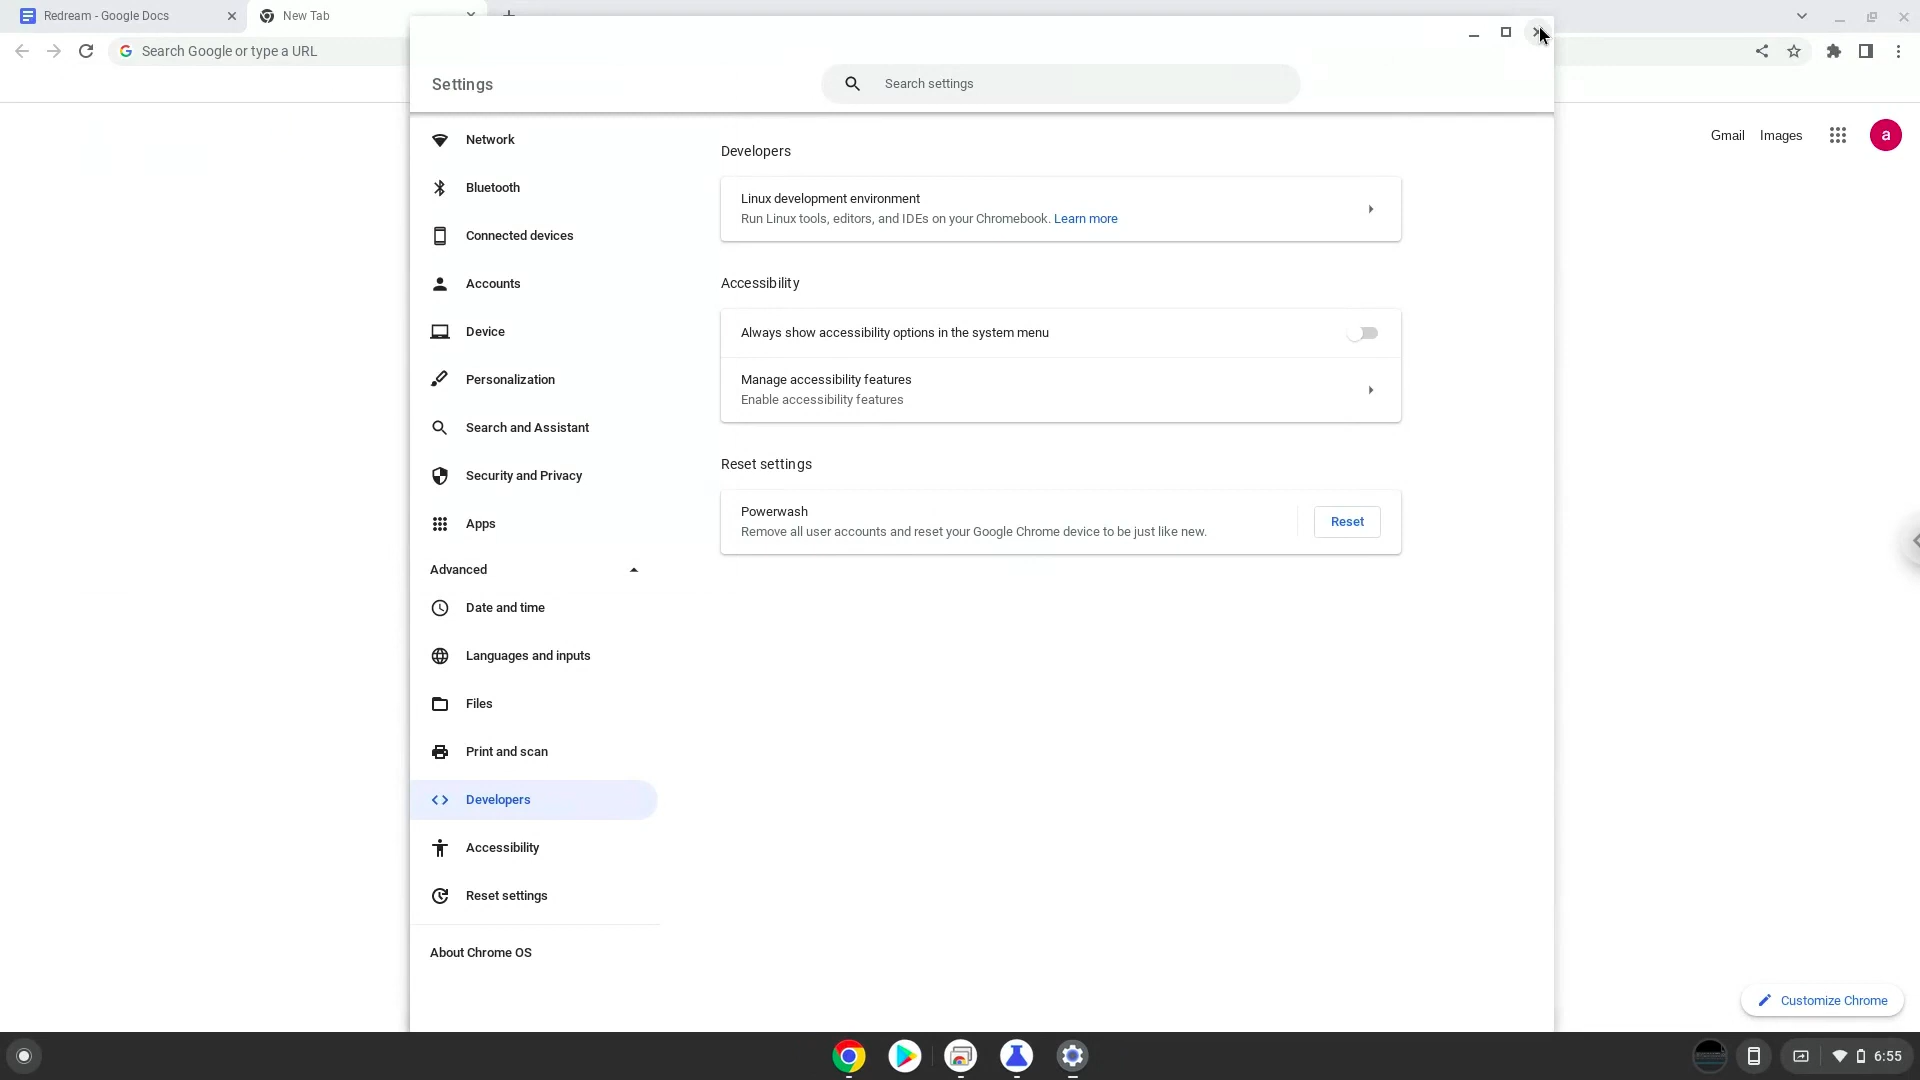 Redream - Google Docs
New Tab
Search Google or type a URL
Settings
Search settings
Gmail
Images
a
Network
Bluetooth
Connected devices
Accounts
Device
Personalization
Search and Assistant
Security and Privacy
Apps
Advanced
Date and time
Languages and inputs
Files
Print and scan
Developers
Accessibility
Reset settings
About Chrome OS
Developers
Linux development environment
Run Linux tools, editors, and IDEs on your Chromebook. Learn more
Accessibility
Always show accessibility options in the system menu
Manage accessibility features
Enable accessibility features
Reset settings
Powerwash
Remove all user accounts and reset your Google Chrome device to be just like new.
Reset
Customize Chrome
6:55